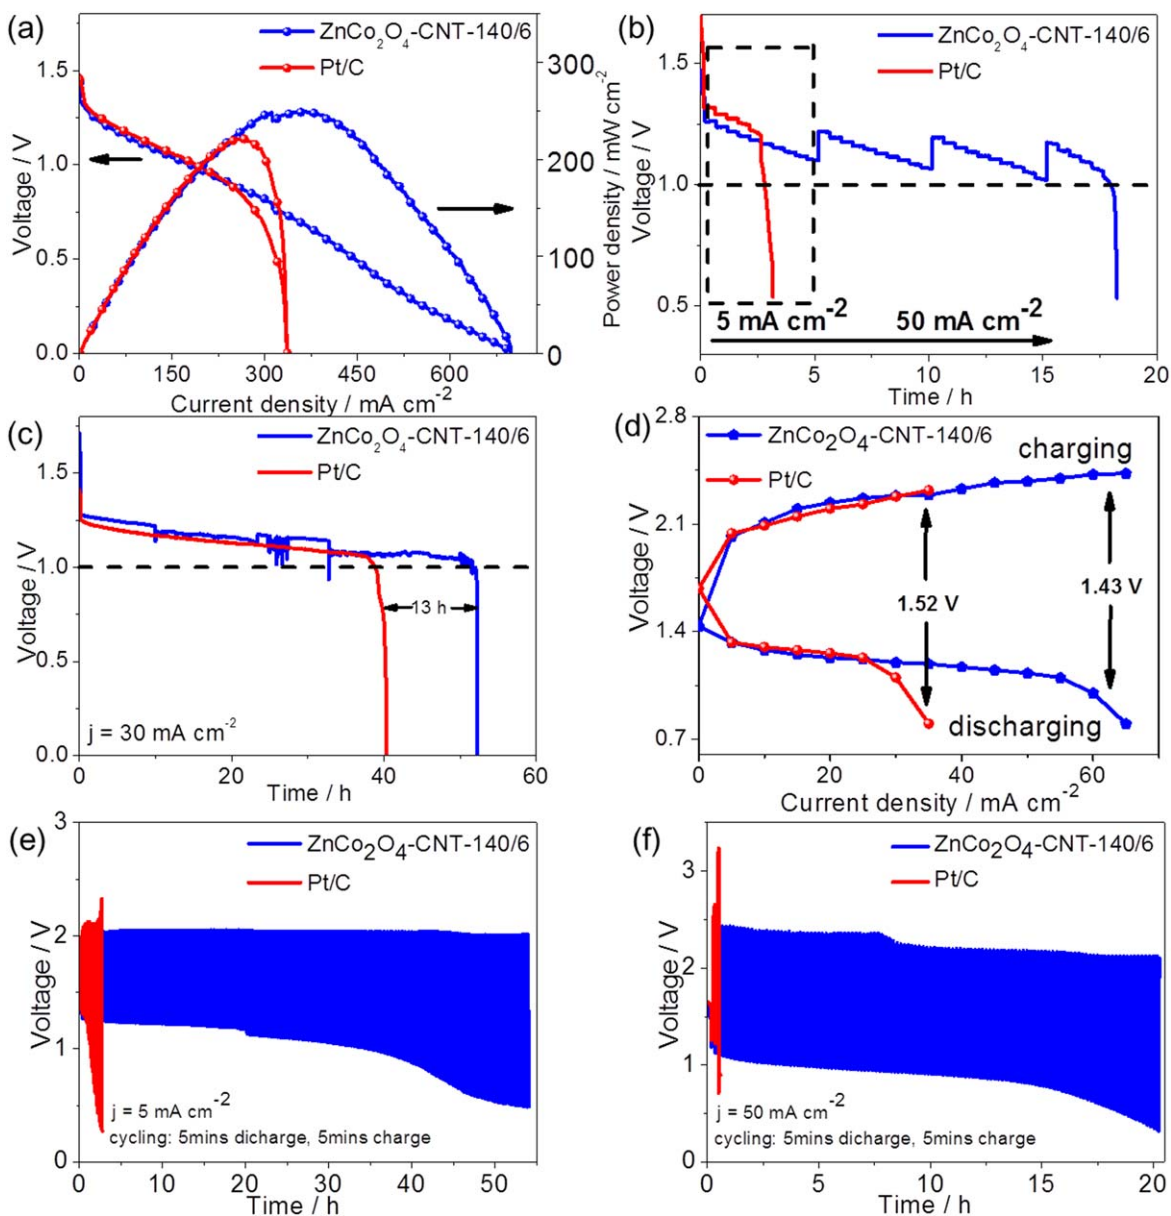 (a)
ZnCo₂O₄-CNT-140/6
Pt/C
Voltage / V
1.5
1.0
0.5
0.0
Power density / mW cm⁻²
300
200
100
0
0 150 300 450 600
Current density / mA cm⁻²
(b)
ZnCo₂O₄-CNT-140/6
Pt/C
Voltage / V
1.5
1.0
0.5
5 mA cm⁻² 50 mA cm⁻²
0 5 10 15 20
Time / h
(c)
ZnCo₂O₄-CNT-140/6
Pt/C
Voltage / V
1.5
1.0
0.5
0.0
13 h
j = 30 mA cm⁻²
0 20 40 60
Time / h
(d)
ZnCo₂O₄-CNT-140/6
Pt/C
charging
Voltage / V
2.8
2.1
1.4
0.7
1.52 V
1.43 V
discharging
0 20 40 60
Current density / mA cm⁻²
(e)
ZnCo₂O₄-CNT-140/6
Pt/C
Voltage / V
3
2
1
0
j = 5 mA cm⁻²
cycling: 5mins dicharge, 5mins charge
0 10 20 30 40 50
Time / h
(f)
ZnCo₂O₄-CNT-140/6
Pt/C
Voltage / V
3
2
1
0
j = 50 mA cm⁻²
cycling: 5mins dicharge, 5mins charge
0 5 10 15 20
Time / h